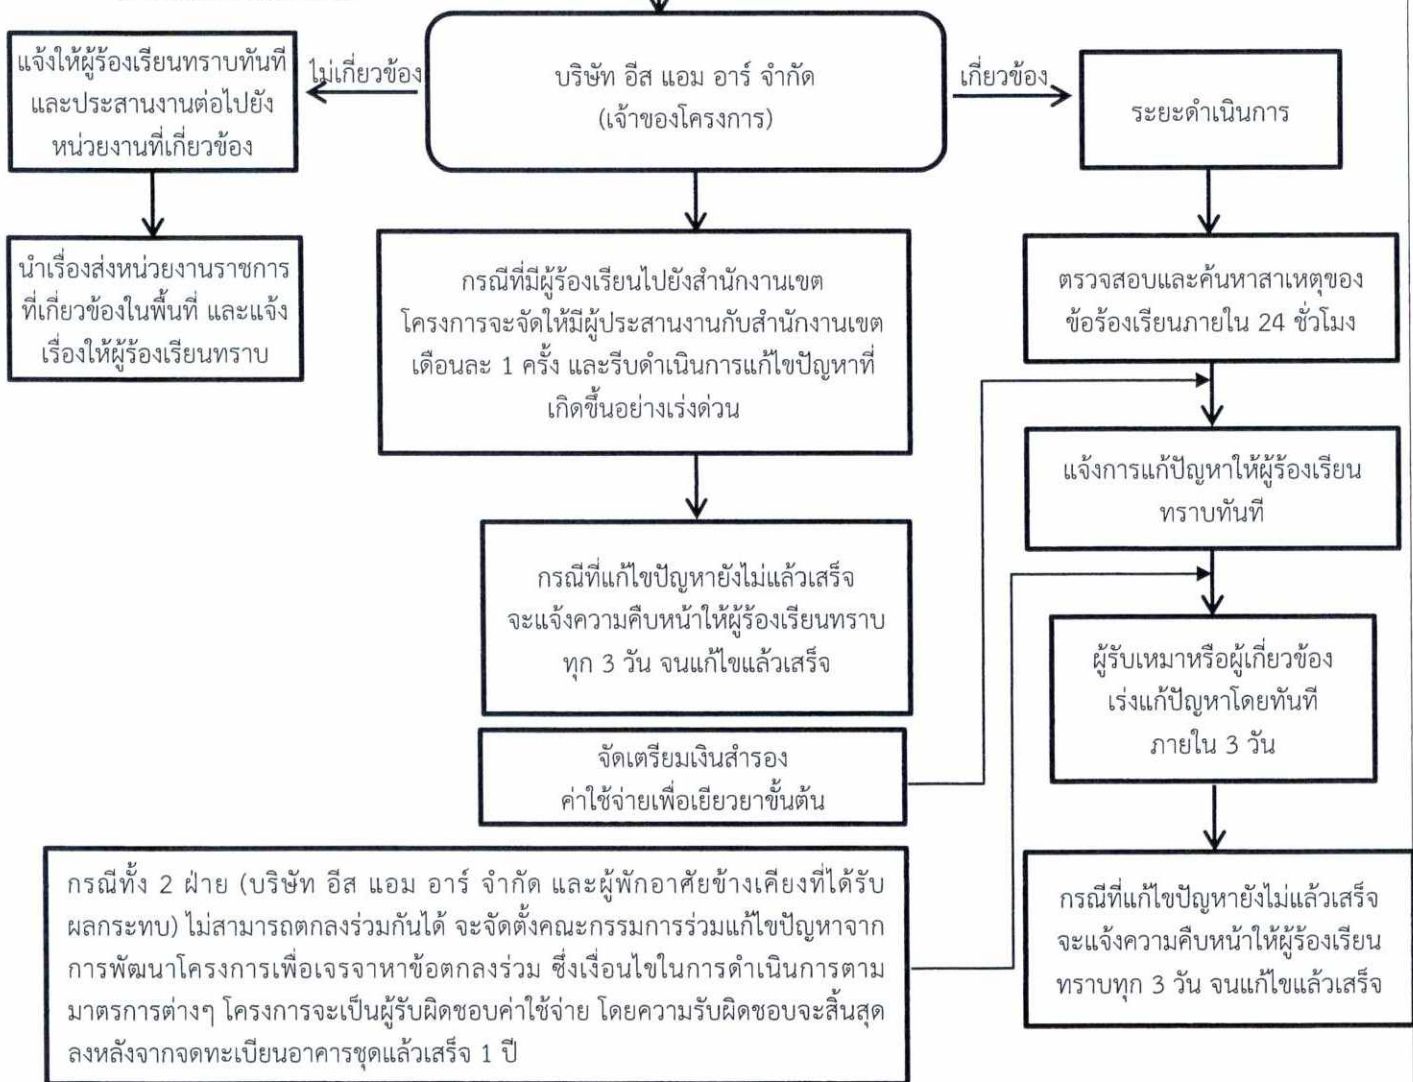 แจ้งให้ผู้ร้องเรียนทราบทันที
และประสานงานต่อไปยัง
หน่วยงานที่เกี่ยวข้อง
ไม่เกี่ยวข้อง
บริษัท อีส แอม อาร์ จำกัด
(เจ้าของโครงการ)
เกี่ยวข้อง
ระยะดำเนินการ
นำเรื่องส่งหน่วยงานราชการ
ที่เกี่ยวข้องในพื้นที่ และแจ้ง
เรื่องให้ผู้ร้องเรียนทราบ
กรณีที่มีผู้ร้องเรียนไปยังสำนักงานเขต
โครงการจะจัดให้มีผู้ประสานงานกับสำนักงานเขต
เดือนละ 1 ครั้ง และรีบดำเนินการแก้ไขปัญหาที่
เกิดขึ้นอย่างเร่งด่วน
ตรวจสอบและค้นหาสาเหตุของ
ข้อร้องเรียนภายใน 24 ชั่วโมง
แจ้งการแก้ปัญหาให้ผู้ร้องเรียน
ทราบทันที
กรณีที่แก้ไขปัญหายังไม่แล้วเสร็จ
จะแจ้งความคืบหน้าให้ผู้ร้องเรียนทราบ
ทุก 3 วัน จนแก้ไขแล้วเสร็จ
ผู้รับเหมาหรือผู้เกี่ยวข้อง
เร่งแก้ปัญหาโดยทันที
ภายใน 3 วัน
จัดเตรียมเงินสำรอง
ค่าใช้จ่ายเพื่อเยียวยาขั้นต้น
กรณีทั้ง 2 ฝ่าย (บริษัท อีส แอม อาร์ จำกัด และผู้พักอาศัยข้างเคียงที่ได้รับ
ผลกระทบ) ไม่สามารถตกลงร่วมกันได้ จะจัดตั้งคณะกรรมการร่วมแก้ไขปัญหาจาก
การพัฒนาโครงการเพื่อเจรจาหาข้อตกลงร่วม ซึ่งเงื่อนไขในการดำเนินการตาม
มาตรการต่างๆ โครงการจะเป็นผู้รับผิดชอบค่าใช้จ่าย โดยความรับผิดชอบจะสิ้นสุด
ลงหลังจากจดทะเบียนอาคารชุดแล้วเสร็จ 1 ปี
กรณีที่แก้ไขปัญหายังไม่แล้วเสร็จ
จะแจ้งความคืบหน้าให้ผู้ร้องเรียน
ทราบทุก 3 วัน จนแก้ไขแล้วเสร็จ